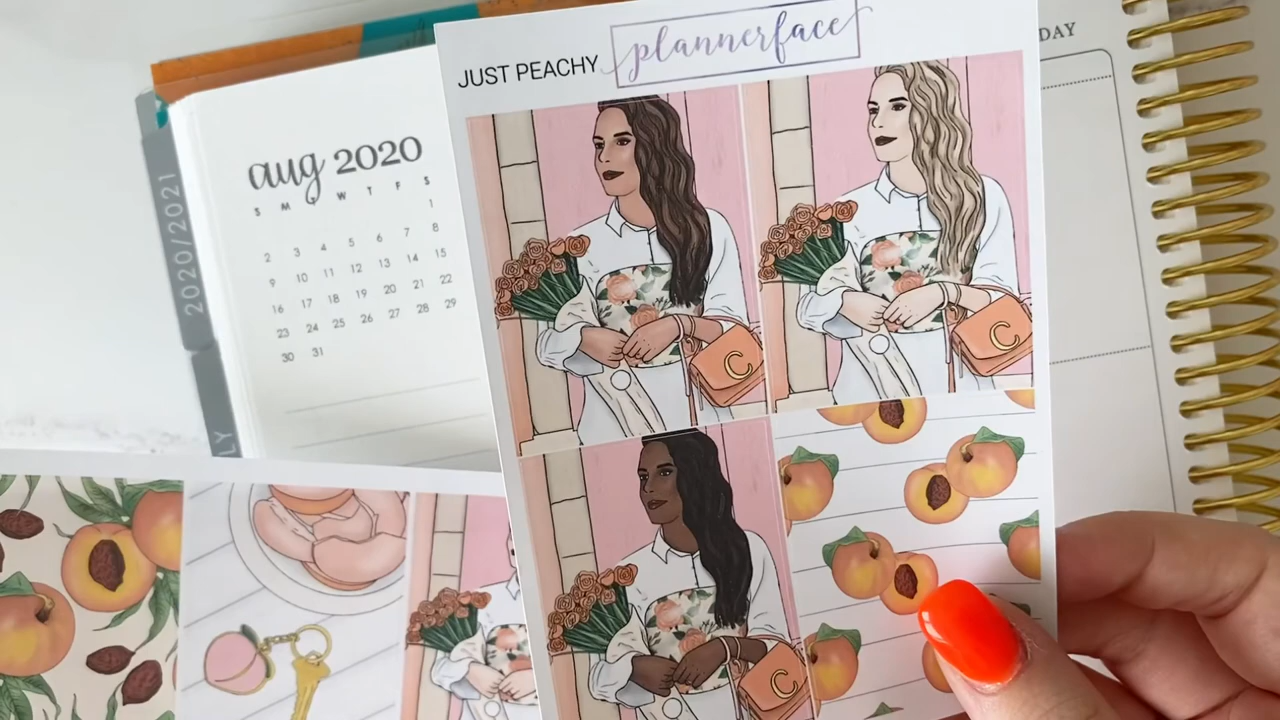 JUST PEACHY plannerface
DAY
aug 2020
S M T W T F S
1
2 3 4 5 6 7 8
9 10 11 12 13 14 15
16 17 18 19 20 21 22
23 24 25 26 27 28 29
30 31
2020/2021
LY
C
C
C